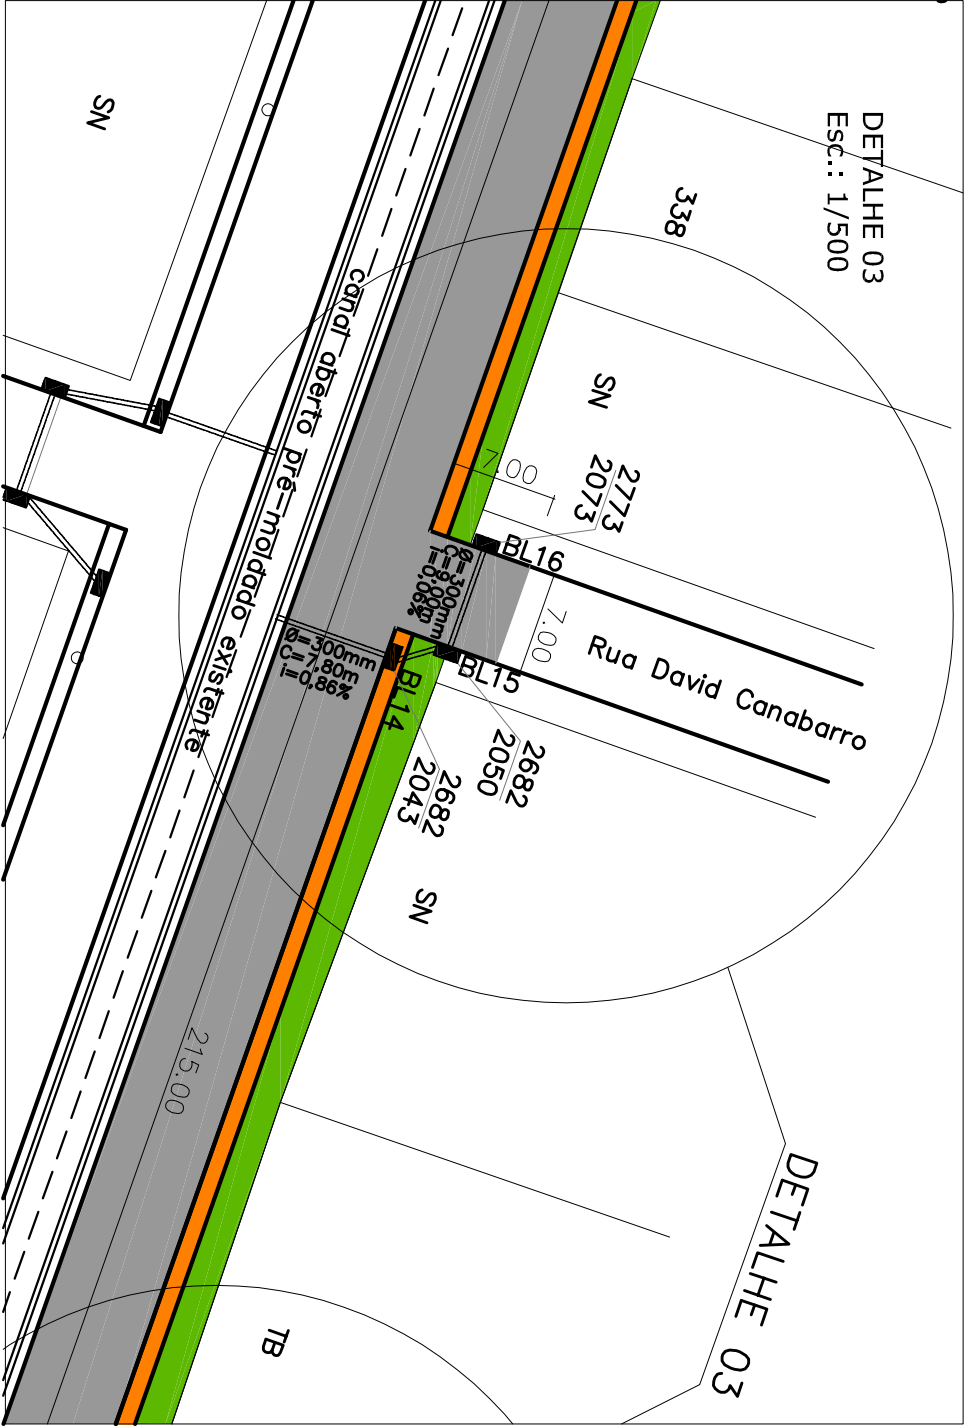 DETALHE 03
Esc.: 1/500
338
SN
SN
canal aberto pré-moldado existente
7.00
2773
2073
BL16
Ø=300mm
C=9,00m
i=0,06%
7.00
Rua David Canabarro
BL15
Ø=300mm
C=7,80m
i=0,86%
BL14
2682
2050
2682
2043
SN
215.00
DETALHE 03
TB